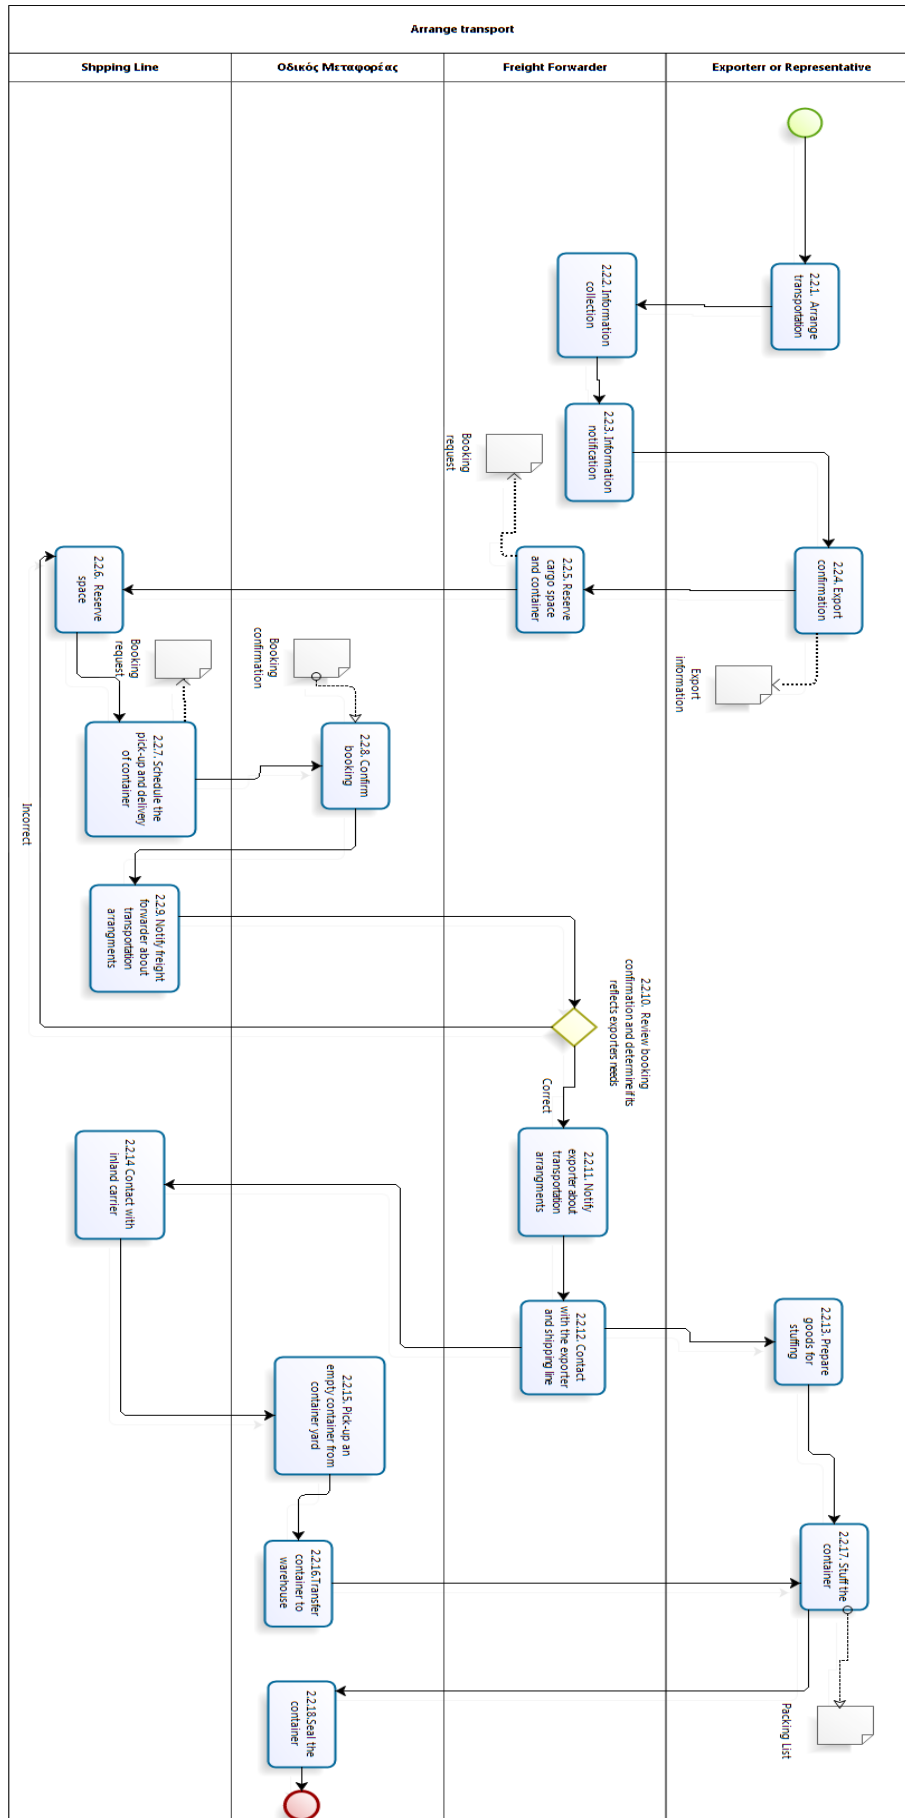 Arrange transport
Shpping Line
Οδικός Μεταφορέας
Freight Forwarder
Exporterr or Representative
2.2.1. Arrange
transportation
2.2.2. Information
collection
2.2.3. Information
notification
Booking
request
2.2.4. Export
confirmation
2.2.5. Reserve
cargo space
and container
2.2.6. Reserve
space
Export
information
Booking
request
Booking
confirmation
2.2.7. Schedule the
pick-up and delivery
of container
2.2.8. Confirm
booking
Incorrect
2.2.9. Notify freight
forwarder about
transportation
arrangments
2.2.10. Review booking
confirmation and determine if its
reflects exporters needs
Correct
2.2.11. Notify
exporter about
transportation
arrangments
2.2.14 Contact with
inland carrier
2.2.12. Contact
with the exporter
and shipping line
2.2.13. Prepare
goods for
stuffing
2.2.15. Pick-up an
empty container from
container yard
2.2.16.Transfer
container to
warehouse
2.2.17. Stuff the
container
2.2.18.Seal the
container
Packing List